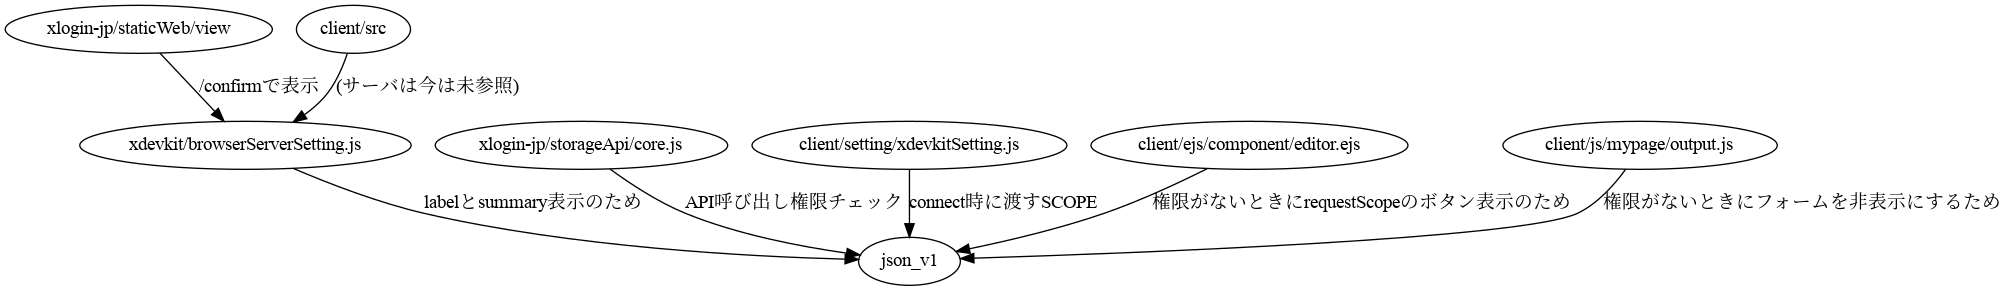 xlogin-jp/staticWeb/view
client/src
/confirmで表示
(サーバは今は未参照)
xdevkit/browserServerSetting.js
xlogin-jp/storageApi/core.js
client/setting/xdevkitSetting.js
client/ejs/component/editor.ejs
client/js/mypage/output.js
labelとsummary表示のため
API呼び出し権限チェック
connect時に渡すSCOPE
権限がないときにrequestScopeのボタン表示のため
権限がないときにフォームを非表示にするため
json_v1